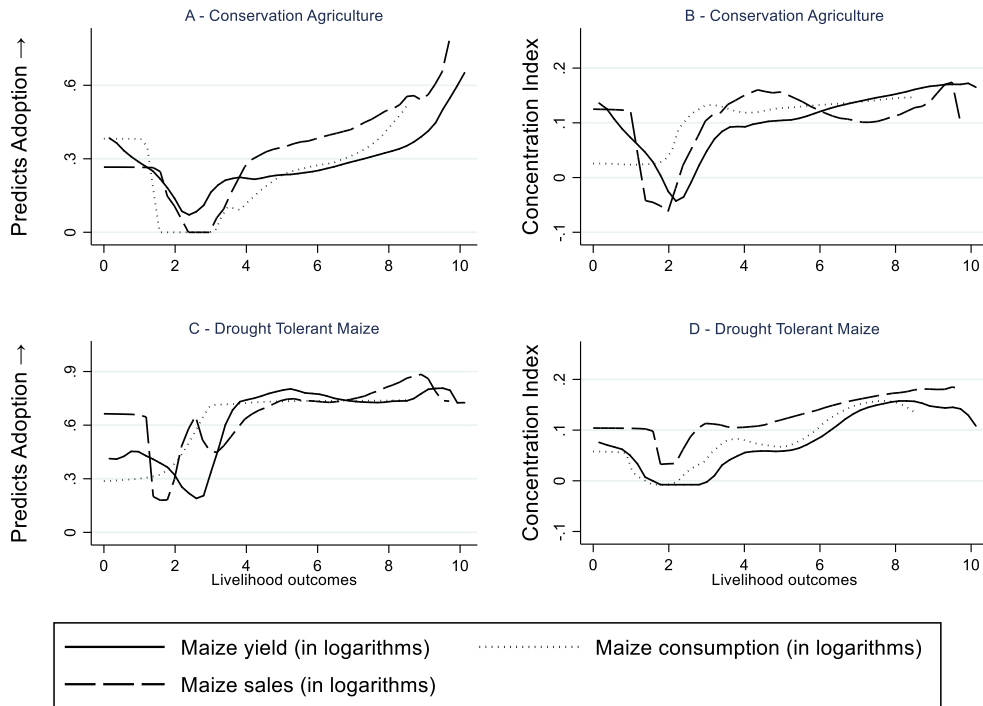 A - Conservation Agriculture
Predicts Adoption →
.6
.3
0
0 2 4 6 8 10
B - Conservation Agriculture
Concentration Index
.2
.1
0
-.1
0 2 4 6 8 10
C - Drought Tolerant Maize
Predicts Adoption →
.9
.6
.3
0
0 2 4 6 8 10
Livelihood outcomes
D - Drought Tolerant Maize
Concentration Index
.2
.1
0
-.1
0 2 4 6 8 10
Livelihood outcomes
Maize yield (in logarithms) Maize consumption (in logarithms)
Maize sales (in logarithms)